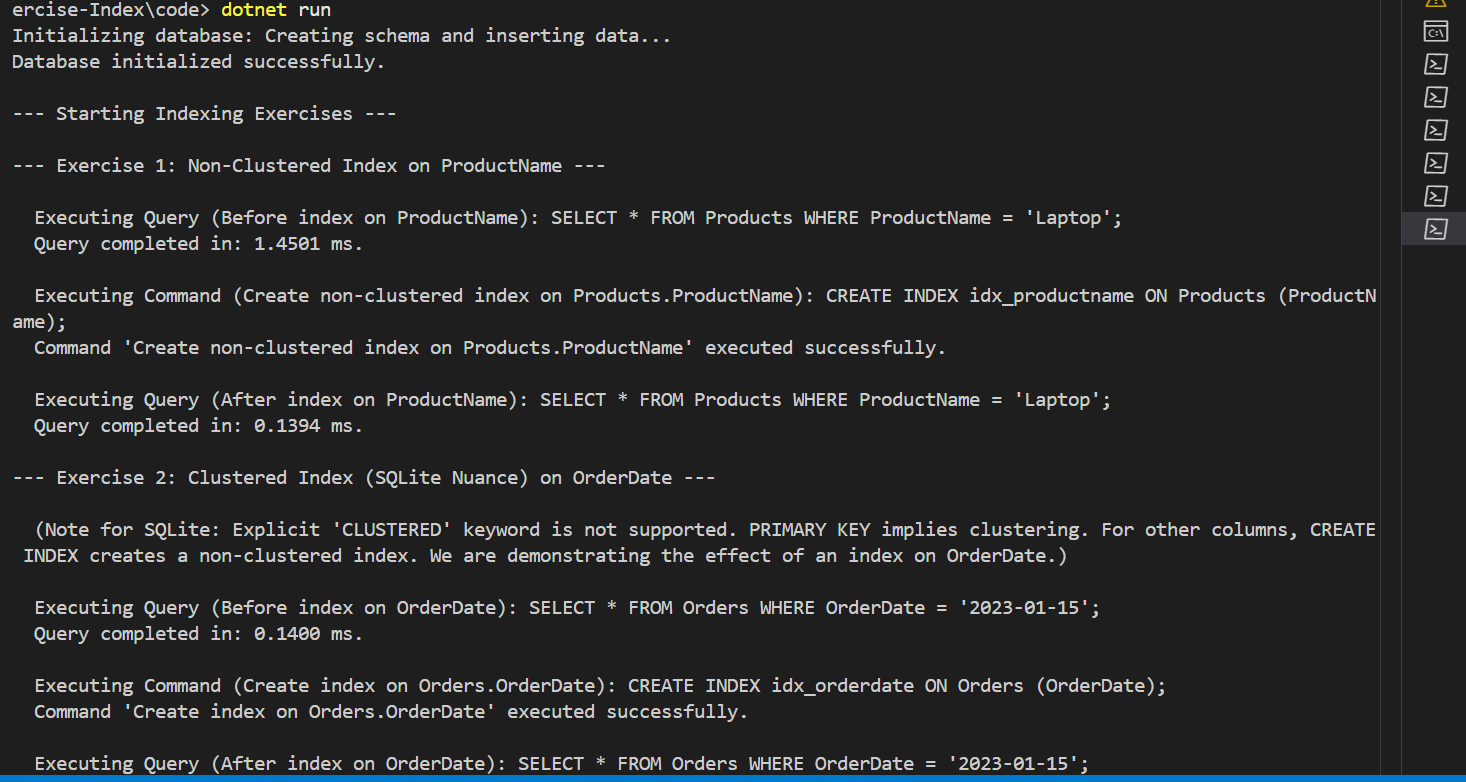 ercise-Index\code> dotnet run
Initializing database: Creating schema and inserting data...
Database initialized successfully.
--- Starting Indexing Exercises ---
--- Exercise 1: Non-Clustered Index on ProductName ---
Executing Query (Before index on ProductName): SELECT * FROM Products WHERE ProductName = 'Laptop';
Query completed in: 1.4501 ms.
Executing Command (Create non-clustered index on Products.ProductName): CREATE INDEX idx_productname ON Products (ProductN
ame);
Command 'Create non-clustered index on Products.ProductName' executed successfully.
Executing Query (After index on ProductName): SELECT * FROM Products WHERE ProductName = 'Laptop';
Query completed in: 0.1394 ms.
--- Exercise 2: Clustered Index (SQLite Nuance) on OrderDate ---
(Note for SQLite: Explicit 'CLUSTERED' keyword is not supported. PRIMARY KEY implies clustering. For other columns, CREATE
INDEX creates a non-clustered index. We are demonstrating the effect of an index on OrderDate.)
Executing Query (Before index on OrderDate): SELECT * FROM Orders WHERE OrderDate = '2023-01-15';
Query completed in: 0.1400 ms.
Executing Command (Create index on Orders.OrderDate): CREATE INDEX idx_orderdate ON Orders (OrderDate);
Command 'Create index on Orders.OrderDate' executed successfully.
Executing Query (After index on OrderDate): SELECT * FROM Orders WHERE OrderDate = '2023-01-15';